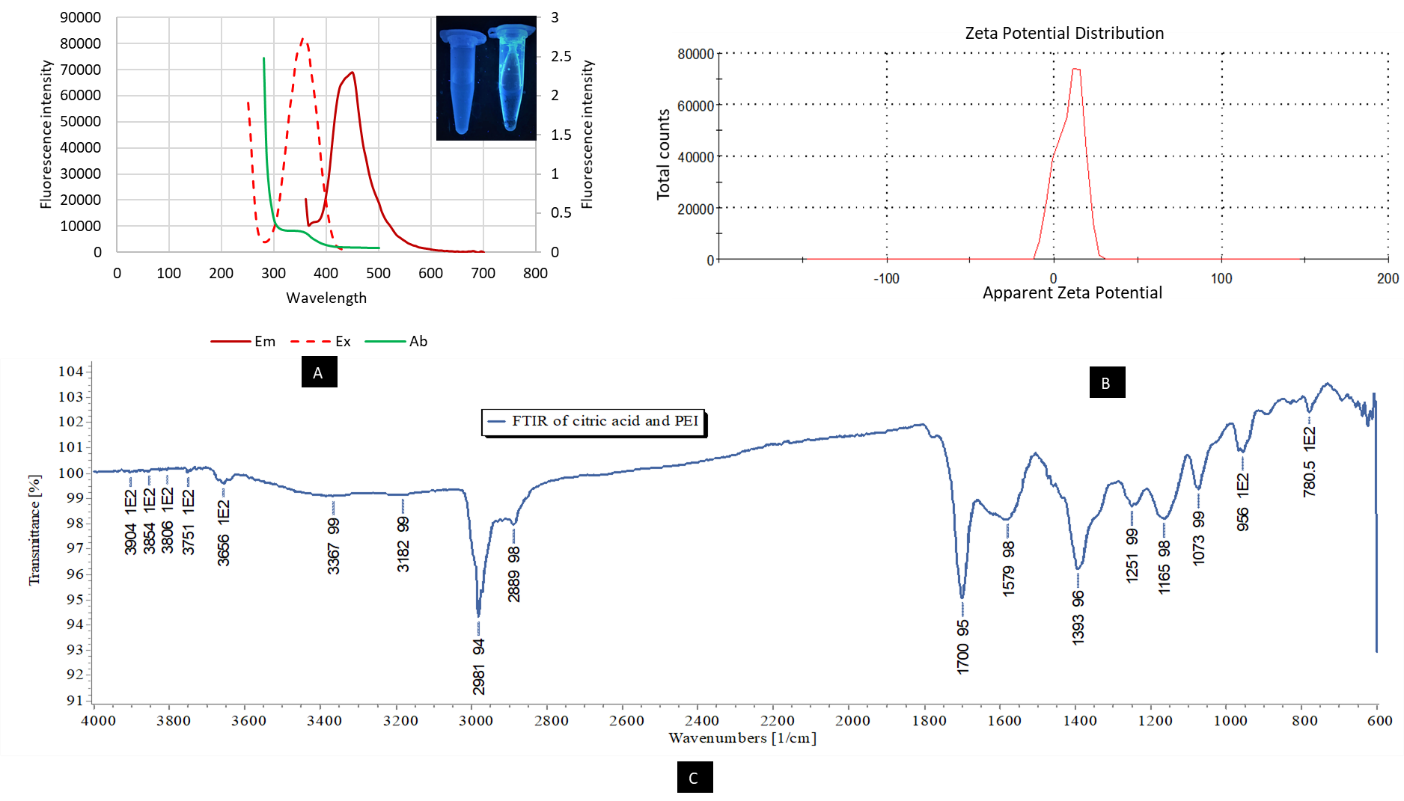 90000
80000
70000
60000
50000
40000
30000
20000
10000
0
Fluorescence intensity
3
2.5
2
1.5
1
0.5
0
Fluorescence intensity
0 100 200 300 400 500 600 700 800
Wavelength
Em Ex Ab
A
Zeta Potential Distribution
80000
60000
40000
20000
0
Total counts
-100 0 100 200
Apparent Zeta Potential
B
104
103
102
101
100
99
98
97
96
95
94
93
92
91
Transmittance [%]
FTIR of citric acid and PEI
3904 1E2
3854 1E2
3806 1E2
3751 1E2
3656 1E2
3367 99
3182 99
2981 94
2889 98
1700 95
1579 98
1393 96
1251 99
1165 98
1073 99
956 1E2
780.5 1E2
4000 3800 3600 3400 3200 3000 2800 2600 2400 2200 2000 1800 1600 1400 1200 1000 800 600
Wavenumbers [1/cm]
C